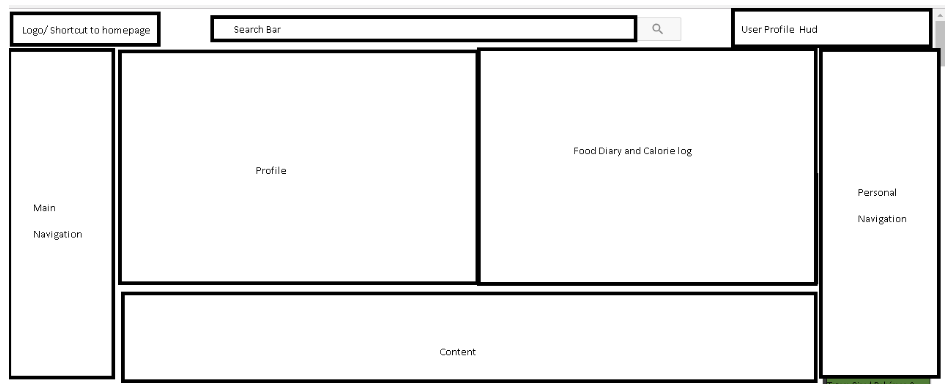 Logo/ Shortcut to homepage
Search Bar
User Profile Hud
Profile
Food Diary and Calorie log
Main
Navigation
Personal
Navigation
Content